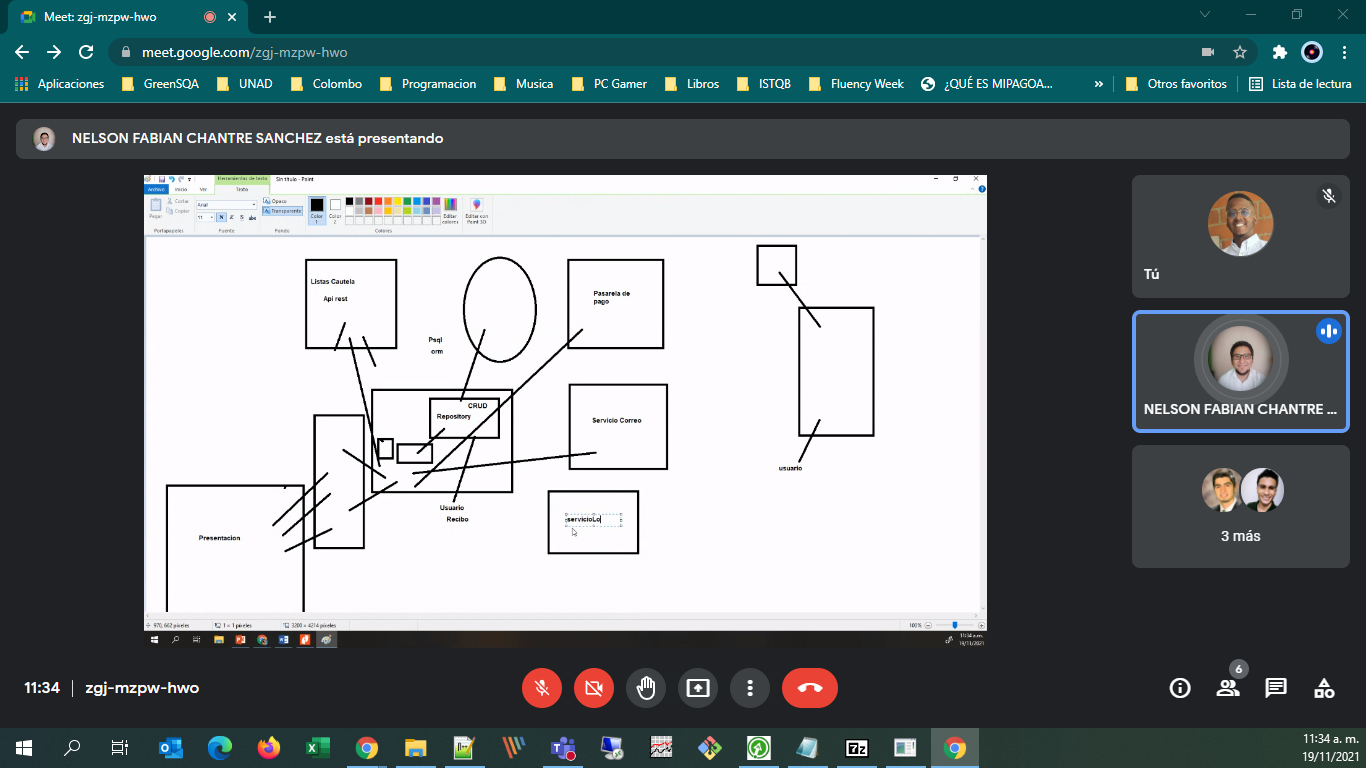 Meet: zgj-mzpw-hwo
meet.google.com/zgj-mzpw-hwo
Aplicaciones
GreenSQA
UNAD
Colombo
Programacion
Musica
PC Gamer
Libros
ISTQB
Fluency Week
¿QUÉ ES MIPAGOA...
»
Otros favoritos
Lista de lectura
NELSON FABIAN CHANTRE SANCHEZ está presentando
Herramientas de texto
Sin título - Paint
Archivo
Inicio
Ver
Texto
Pegar
Cortar
Copiar
Portapapeles
Arial
11
N
K
S
abc
Fuente
Opaco
Transparente
Fondo
Color 1
Color 2
Editar colores
Editar con Paint 3D
Colores
Listas Cautela
Api rest
Psql
orm
Pasarela de
pago
CRUD
Repository
Servicio Correo
Usuario
Recibo
servicioLo
Presentacion
usuario
970, 662 píxeles
1 × 1 píxeles
3200 × 4214 píxeles
100%
11:34 a.m.
19/11/2021
Tú
NELSON FABIAN CHANTRE ...
3 más
11:34
zgj-mzpw-hwo
6
11:34 a. m.
19/11/2021